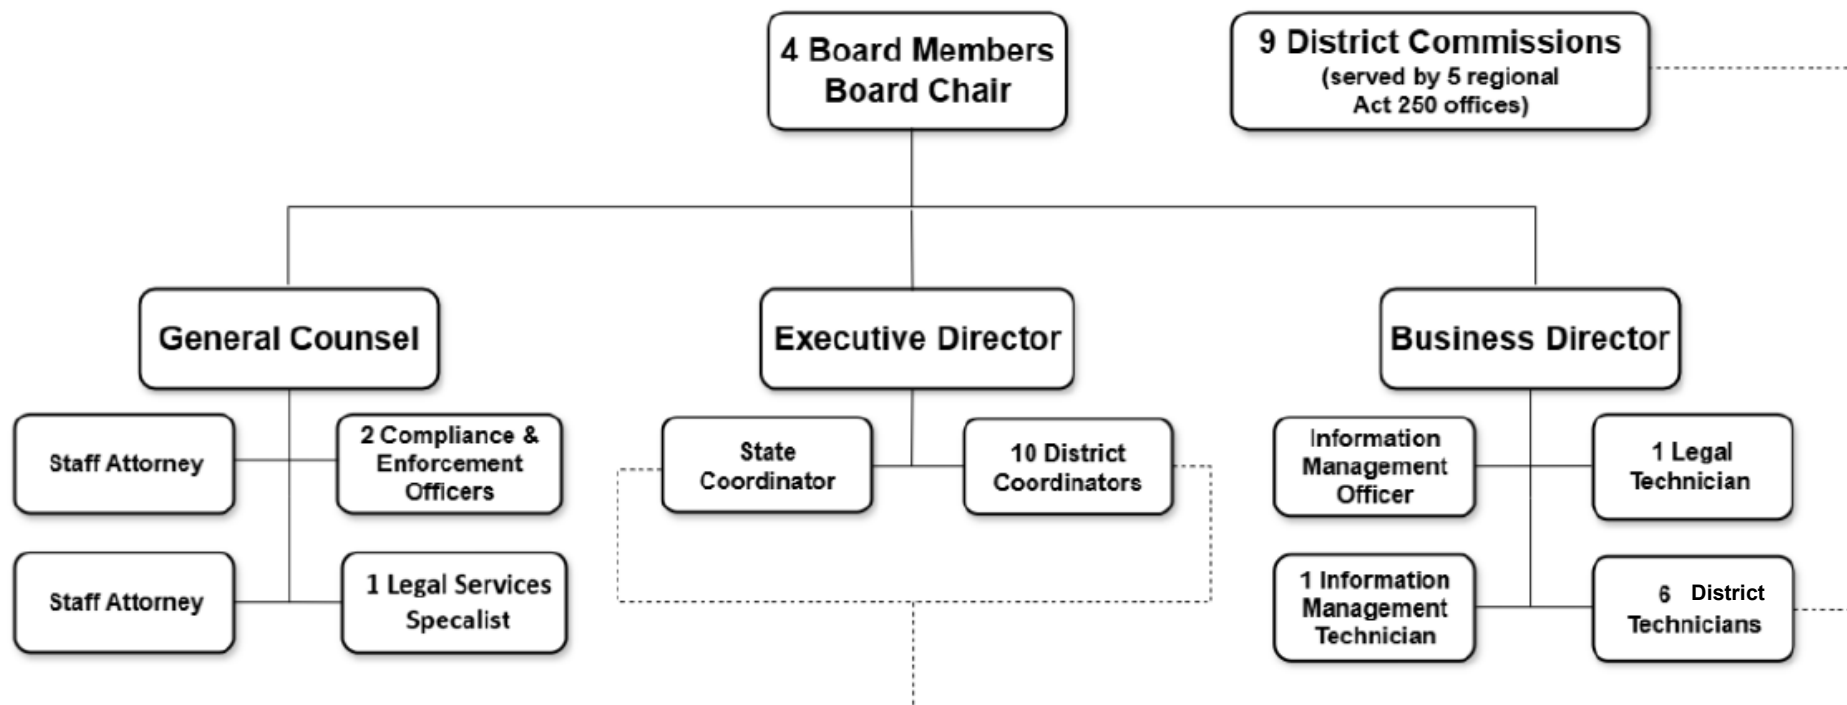 4 Board Members
Board Chair
9 District Commissions
(served by 5 regional
Act 250 offices)
General Counsel
Executive Director
Business Director
Staff Attorney
2 Compliance &
Enforcement
Officers
State
Coordinator
10 District
Coordinators
Information
Management
Officer
1 Legal
Technician
Staff Attorney
1 Legal Services
Specalist
1 Information
Management
Technician
6 District
Technicians